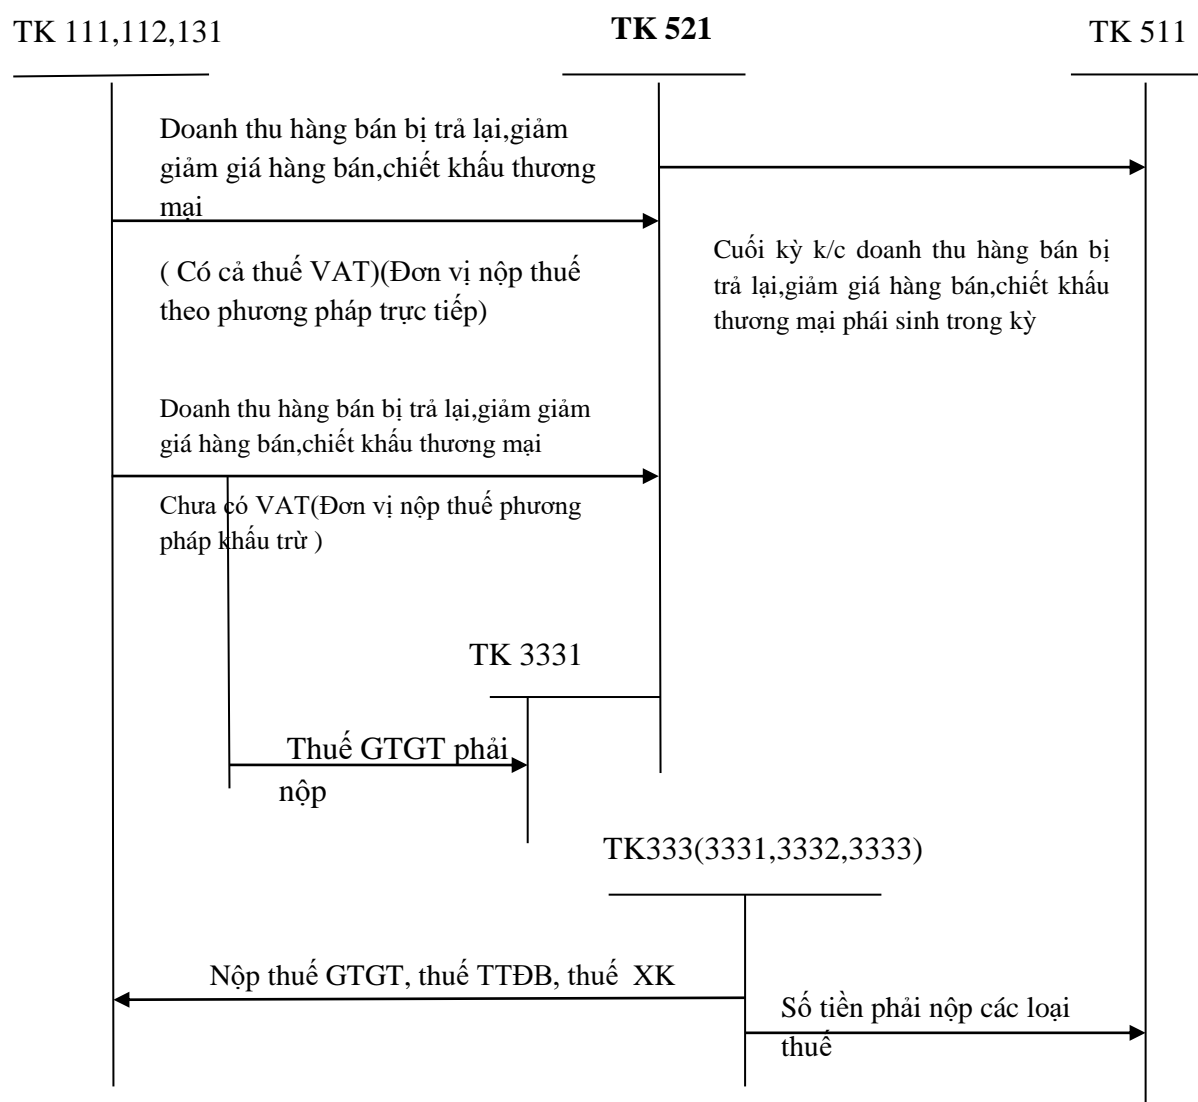 TK 111,112,131
TK 521
TK 511
Doanh thu hàng bán bị trả lại,giảm
giảm giá hàng bán,chiết khấu thương
mại
( Có cả thuế VAT)(Đơn vị nộp thuế
theo phương pháp trực tiếp)
Cuối kỳ k/c doanh thu hàng bán bị
trả lại,giảm giá hàng bán,chiết khấu
thương mại phái sinh trong kỳ
Doanh thu hàng bán bị trả lại,giảm giảm
giá hàng bán,chiết khấu thương mại
Chưa có VAT(Đơn vị nộp thuế phương
pháp khấu trừ )
TK 3331
Thuế GTGT phải
nộp
TK333(3331,3332,3333)
Nộp thuế GTGT, thuế TTĐB, thuế XK
Số tiền phải nộp các loại
thuế